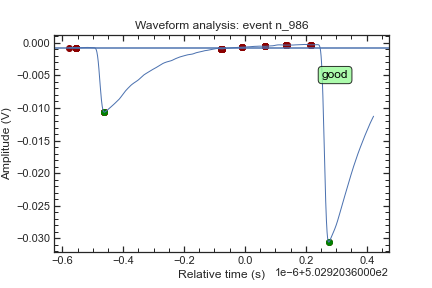 Waveform analysis: event n_986
0.000
−0.005
−0.010
−0.015
−0.020
−0.025
−0.030
Amplitude (V)
good
−0.6
−0.4
−0.2
0.0
0.2
0.4
Relative time (s)
1e−6+5.0292036000e2